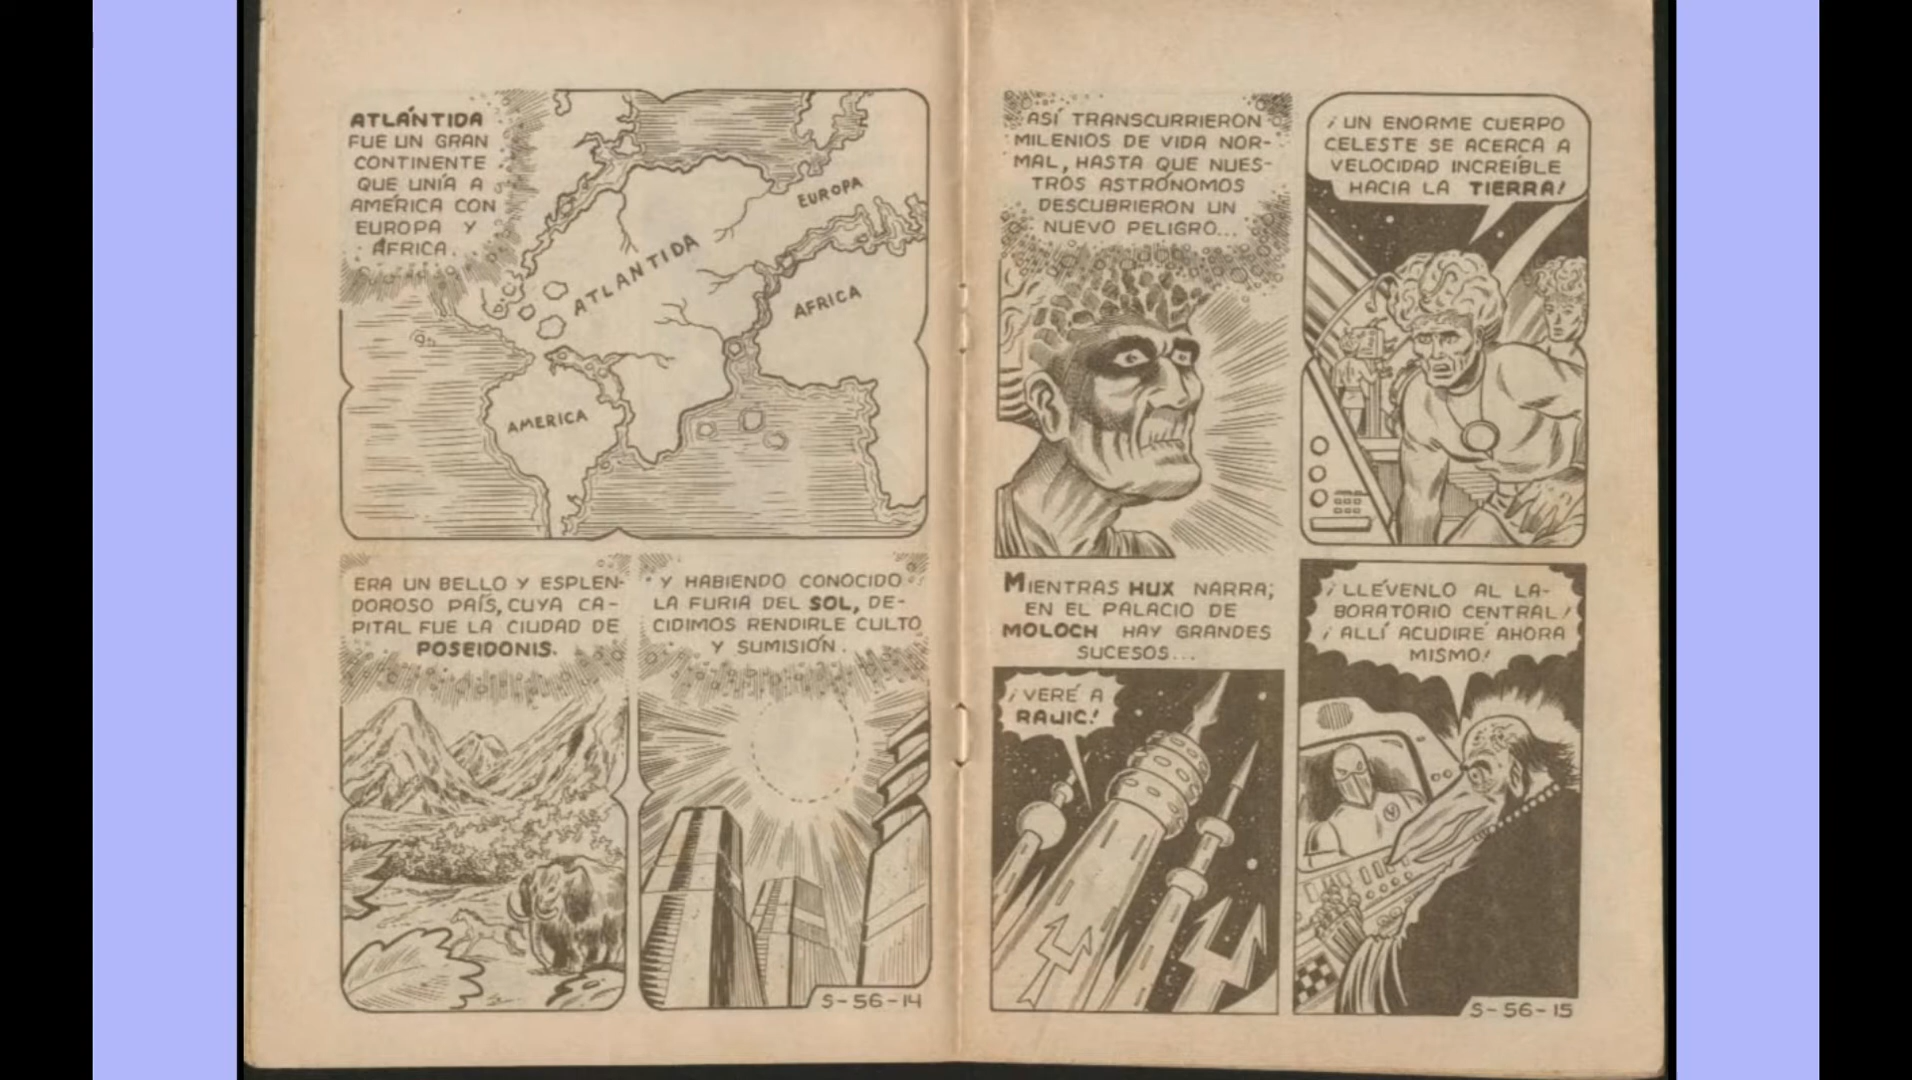 ATLÁNTIDA
FUE UN GRAN
CONTINENTE
QUE UNÍA A
AMÉRICA CON
EUROPA Y
ÁFRICA.
EUROPA
ATLANTIDA
AFRICA
AMERICA
ERA UN BELLO Y ESPLEN-
DOROSO PAÍS, CUYA CA-
PITAL FUE LA CIUDAD DE
POSEIDONIS.
Y HABIENDO CONOCIDO
LA FURIA DEL SOL, DE-
CIDIMOS RENDIRLE CULTO
Y SUMISIÓN.
S-56-14
ASÍ TRANSCURRIERON
MILENIOS DE VIDA NOR-
MAL, HASTA QUE NUES-
TROS ASTRÓNOMOS
DESCUBRIERON UN
NUEVO PELIGRO...
¡UN ENORME CUERPO
CELESTE SE ACERCA A
VELOCIDAD INCREÍBLE
HACIA LA TIERRA!
MIENTRAS HUX NARRA;
EN EL PALACIO DE
MOLOCH HAY GRANDES
SUCESOS...
¡VERÉ A
RAUIC!
¡LLÉVENLO AL LA-
BORATORIO CENTRAL!
¡ALLÍ ACUDIRÉ AHORA
MISMO!
S-56-15